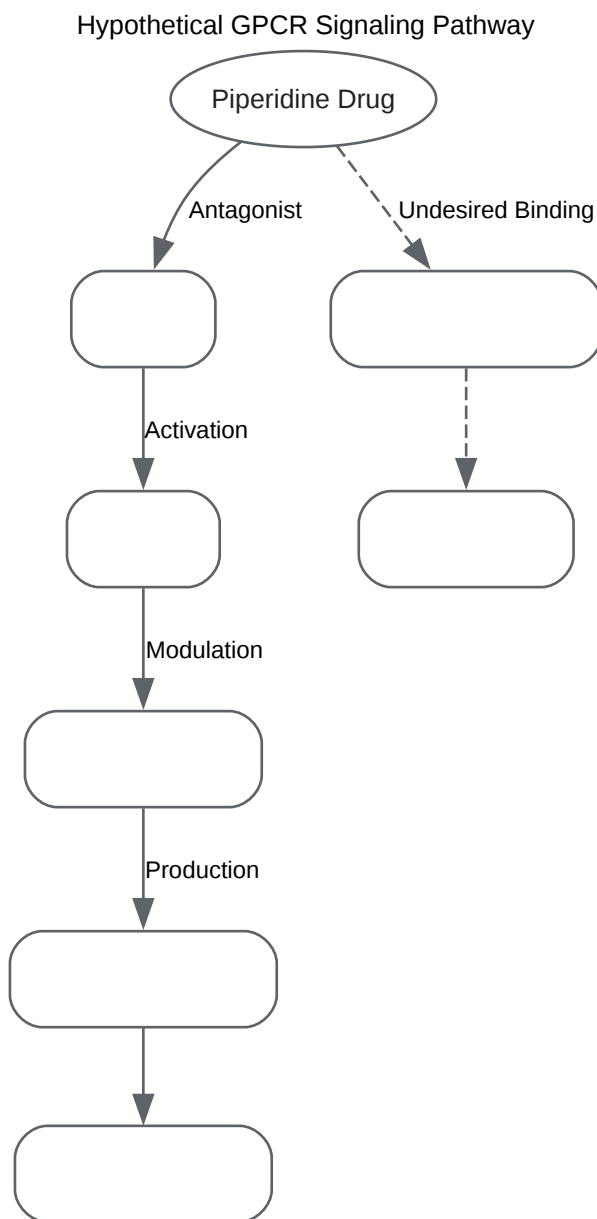 Hypothetical GPCR Signaling Pathway
Piperidine Drug
Antagonist
Undesired Binding
Activation
Modulation
Production